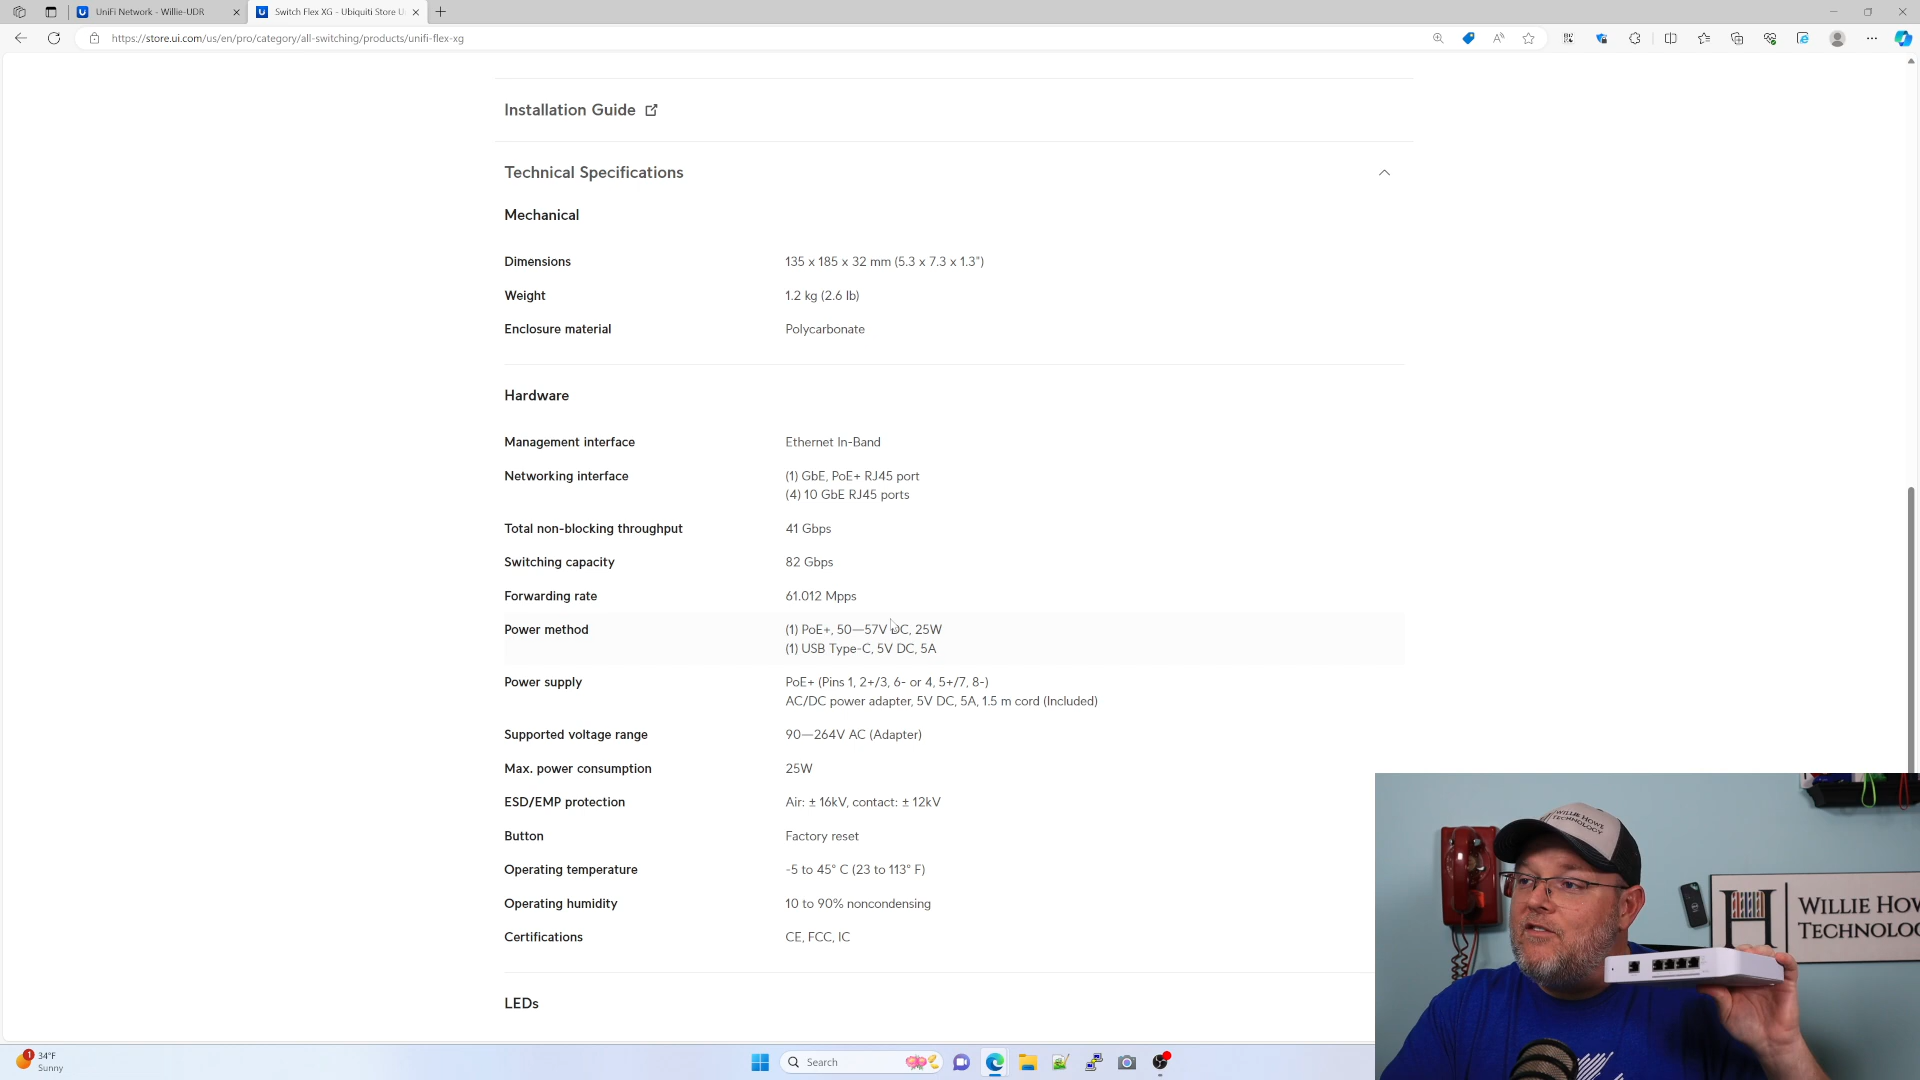 UniFi Network - Willie-UDR
Switch Flex XG - Ubiquiti Store U
https://store.ui.com/us/en/pro/category/all-switching/products/unifi-flex-xg
Installation Guide
Technical Specifications
Mechanical
Dimensions 135 x 185 x 32 mm (5.3 x 7.3 x 1.3")
Weight 1.2 kg (2.6 lb)
Enclosure material Polycarbonate
Hardware
Management interface Ethernet In-Band
Networking interface (1) GbE, PoE+ RJ45 port
(4) 10 GbE RJ45 ports
Total non-blocking throughput 41 Gbps
Switching capacity 82 Gbps
Forwarding rate 61.012 Mpps
Power method (1) PoE+, 50—57V DC, 25W
(1) USB Type-C, 5V DC, 5A
Power supply PoE+ (Pins 1, 2+/3, 6- or 4, 5+/7, 8-)
AC/DC power adapter, 5V DC, 5A, 1.5 m cord (Included)
Supported voltage range 90—264V AC (Adapter)
Max. power consumption 25W
ESD/EMP protection Air: ± 16kV, contact: ± 12kV
Button Factory reset
Operating temperature -5 to 45° C (23 to 113° F)
Operating humidity 10 to 90% noncondensing
Certifications CE, FCC, IC
LEDs
WILLIE HOWE
TECHNOLOGY
WILLIE HOW
TECHNOLOG
1
34°F
Sunny
Search